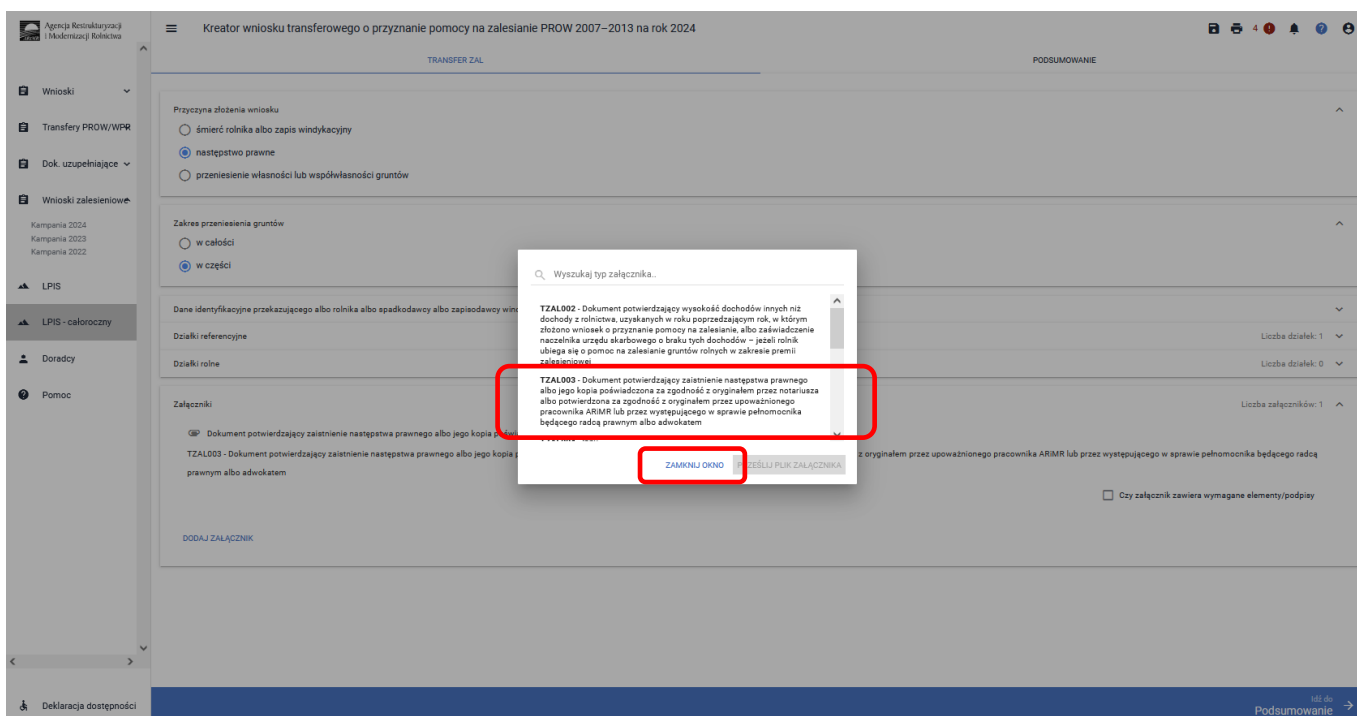 Agencja Restrukturyzacji
i Modernizacji Rolnictwa
Kreator wniosku transferowego o przyznanie pomocy na zalesianie PROW 2007–2013 na rok 2024
4
TRANSFER ZAL
PODSUMOWANIE
Wnioski
Transfery PROW/WPR
Dok. uzupełniające
Wnioski zalesieniowe
Kampania 2024
Kampania 2023
Kampania 2022
LPIS
LPIS - całoroczny
Doradcy
Pomoc
Deklaracja dostępności
Przyczyna złożenia wniosku
śmierć rolnika albo zapis windykacyjny
następstwo prawne
przeniesienie własności lub współwłasności gruntów
Zakres przeniesienia gruntów
w całości
w części
Dane identyfikacyjne przekazującego albo rolnika albo spadkodawcy albo zapisodawcy
Działki referencyjne
Liczba działek: 1
Działki rolne
Liczba działek: 0
Załączniki
Liczba załączników: 1
Dokument potwierdzający zaistnienie następstwa prawnego albo jego kopia
TZAL003 - Dokument potwierdzający zaistnienie następstwa prawnego albo jego kopia
z oryginałem przez upoważnionego pracownika ARiMR lub przez występującego w sprawie pełnomocnika będącego radcą
prawnym albo adwokatem
Czy załącznik zawiera wymagane elementy/podpisy
DODAJ ZAŁĄCZNIK
Wyszukaj typ załącznika..
TZAL002 - Dokument potwierdzający wysokość dochodów innych niż
dochody z rolnictwa, uzyskanych w roku poprzedzającym rok, w którym
złożono wniosek o przyznanie pomocy na zalesianie, albo zaświadczenie
naczelnika urzędu skarbowego o braku tych dochodów – jeżeli rolnik
ubiega się o pomoc na zalesianie gruntów rolnych w zakresie premii
zalesieniowej
TZAL003 - Dokument potwierdzający zaistnienie następstwa prawnego
albo jego kopia poświadczona za zgodność z oryginałem przez notariusza
albo potwierdzona za zgodność z oryginałem przez upoważnionego
pracownika ARiMR lub przez występującego w sprawie pełnomocnika
będącego radcą prawnym albo adwokatem
ZAMKNIJ OKNO
PRZEŚLIJ PLIK ZAŁĄCZNIKA
Idź do
Podsumowanie